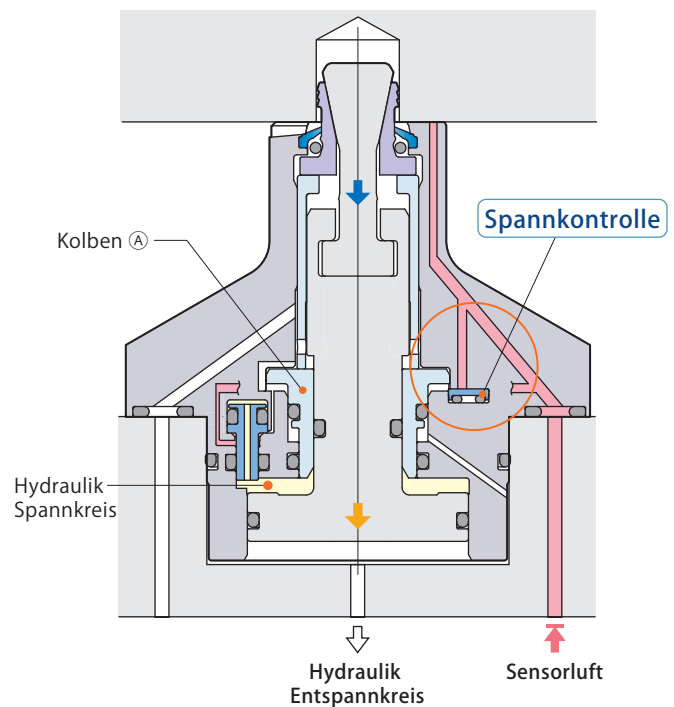 Spannkontrolle
Kolben Ⓐ
Hydraulik
Spannkreis
Hydraulik
Entspannkreis
Sensorluft